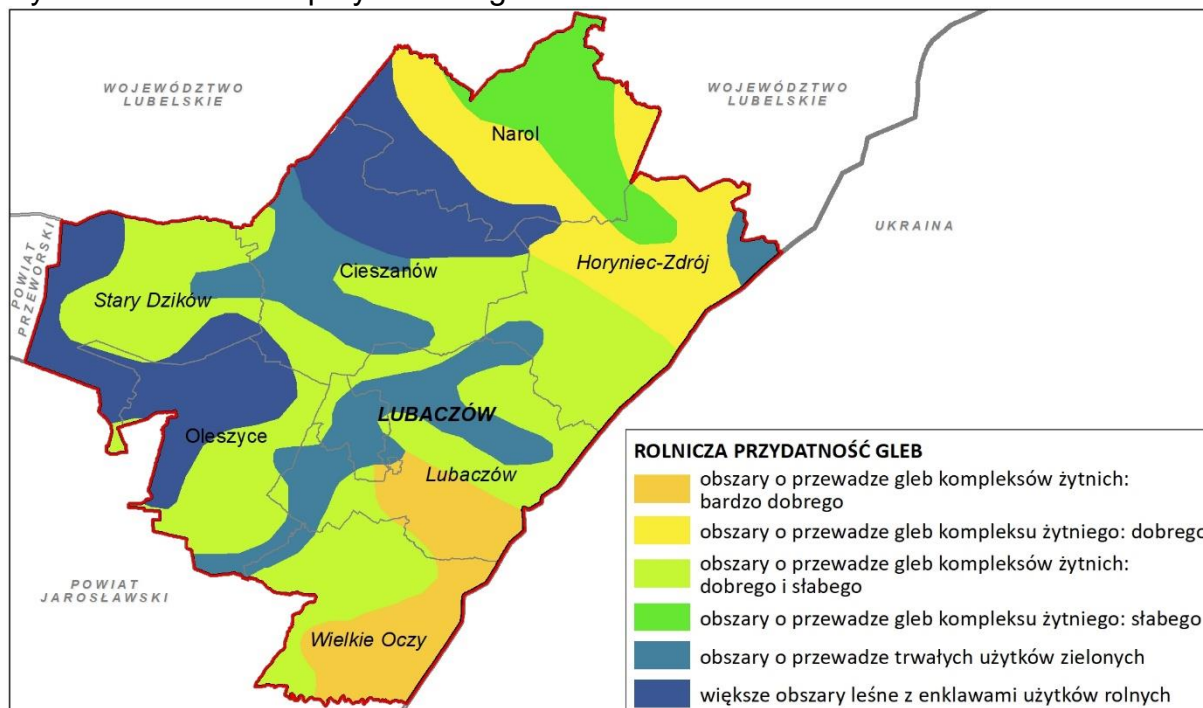 WOJEWÓDZTWO
LUBELSKIE
WOJEWÓDZTWO
LUBELSKIE
Narol
UKRAINA
POWIAT
PRZEWORSKI
Horyniec-Zdrój
Cieszanów
Stary Dzików
LUBACZÓW
Oleszyce
Lubaczów
POWIAT
JAROSŁAWSKI
Wielkie Oczy
ROLNICZA PRZYDATNOŚĆ GLEB
obszary o przewadze gleb kompleksów żytnich:
bardzo dobrego
obszary o przewadze gleb kompleksu żytniego: dobrego
obszary o przewadze gleb kompleksów żytnich:
dobrego i słabego
obszary o przewadze gleb kompleksu żytniego: słabego
obszary o przewadze trwałych użytków zielonych
większe obszary leśne z enklawami użytków rolnych